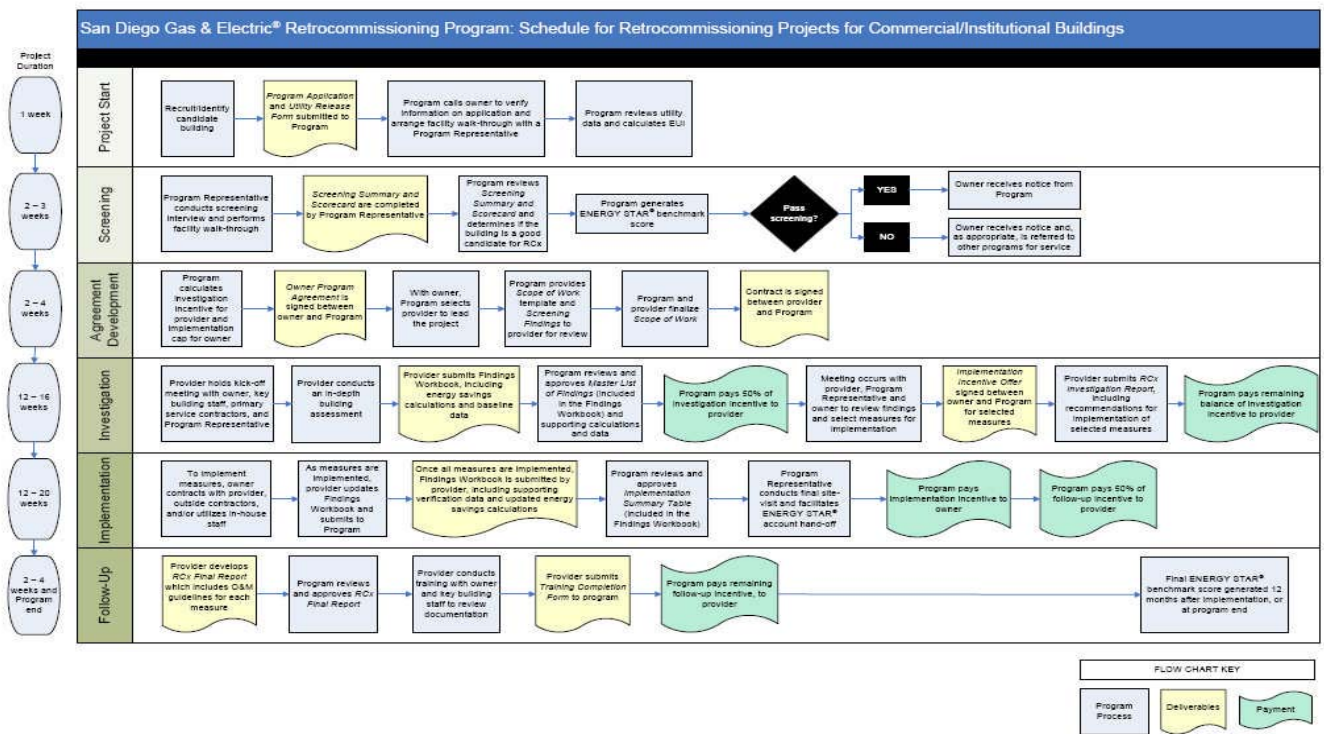 San Diego Gas & Electric® Retrocommissioning Program: Schedule for Retrocommissioning Projects for Commercial/Institutional Buildings
Project
Duration
1 week
Project Start
Recruit/identify
candidate
building
Program Application
and Utility Release
Form submitted to
Program
Program calls owner to verify
information on application and
arrange facility walk-through with a
Program Representative
Program reviews utility
data and calculates EUI
2 – 3
weeks
Screening
Program Representative
conducts screening
interview and performs
facility walk-through
Screening Summary and
Scorecard are completed
by Program Representative
Program reviews
Screening
Summary and
Scorecard and
determines if the
building is a good
candidate for RCx
Program generates
ENERGY STAR® benchmark
score
Pass
screening?
YES
Owner receives notice from
Program
NO
Owner receives notice and,
as appropriate, is referred to
other programs for service
2 – 4
weeks
Agreement
Development
Program
calculates
investigation
incentive for
provider and
implementation
cap for owner
Owner Program
Agreement is
signed between
owner and Program
With owner,
Program selects
provider to lead
the project
Program provides
Scope of Work
template and
Screening
Findings to
provider for review
Program and
provider finalize
Scope of Work
Contract is signed
between provider
and Program
12 – 16
weeks
Investigation
Provider holds kick-off
meeting with owner, key
building staff, primary
service contractors, and
Program Representative
Provider conducts
an in-depth
building
assessment
Provider submits Findings
Workbook, including
energy savings
calculations and baseline
data
Program reviews and
approves Master List
of Findings (included
in the Findings
Workbook) and
supporting calculations
and data
Program pays 50% of
investigation incentive to
provider
Meeting occurs with
provider, Program
Representative and
owner to review findings
and select measures for
implementation
Implementation
Incentive Offer
signed between
owner and Program
for selected
measures
Provider submits RCx
Investigation Report,
including
recommendations for
implementation of
selected measures
Program pays remaining
balance of investigation
incentive to provider
12 – 20
weeks
Implementation
To implement
measures, owner
contracts with provider,
outside contractors,
and/or utilizes in-house
staff
As measures are
implemented,
provider updates
Findings
Workbook and
submits to
Program
Once all measures are implemented,
Findings Workbook is submitted by
provider, including supporting
verification data and updated energy
savings calculations
Program reviews and
approves
Implementation
Summary Table
(included in the
Findings Workbook)
Program
Representative
conducts final site-
visit and facilitates
ENERGY STAR®
account hand-off
Program pays
implementation incentive to
owner
Program pays 50% of
follow-up incentive to
provider
2 – 4
weeks and
Program
end
Follow-Up
Provider develops
RCx Final Report
which includes O&M
guidelines for each
measure
Program reviews
and approves RCx
Final Report
Provider conducts
training with owner
and key building
staff to review
documentation
Provider submits
Training Completion
Form to program
Program pays remaining
follow-up incentive, to
provider
Final ENERGY STAR®
benchmark score generated 12
months after implementation, or
at program end
FLOW CHART KEY
Program
Process
Deliverables
Payment